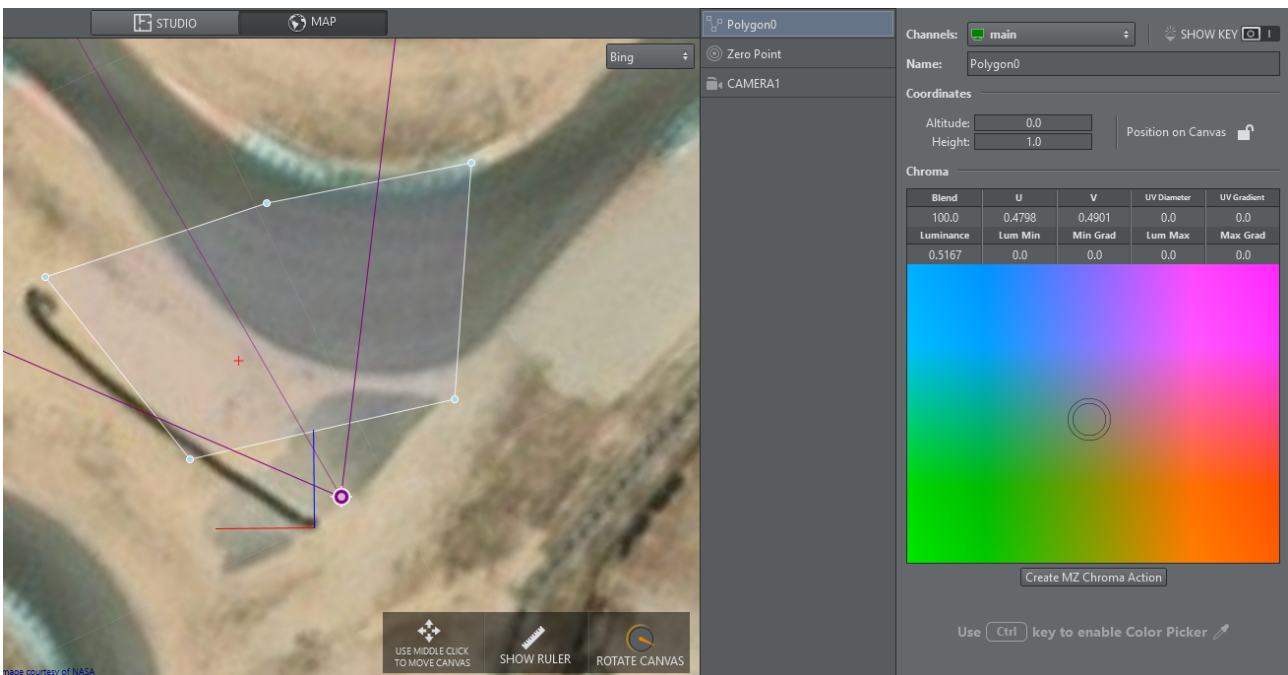 STUDIO
MAP
Bing
mage courtesy of NASA
USE MIDDLE CLICK
TO MOVE CANVAS
SHOW RULER
ROTATE CANVAS
Polygon0
Zero Point
CAMERA1
Channels: main
SHOW KEY
Name: Polygon0
Coordinates
Altitude: 0.0
Height: 1.0
Position on Canvas
Chroma
Blend U V UV Diameter UV Gradient
100.0 0.4798 0.4901 0.0 0.0
Luminance Lum Min Min Grad Lum Max Max Grad
0.5167 0.0 0.0 0.0 0.0
Create MZ Chroma Action
Use Ctrl key to enable Color Picker